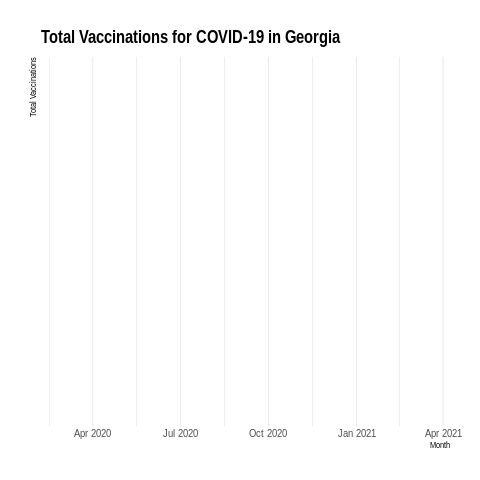 Total Vaccinations for COVID-19 in Georgia
Total Vaccinations
Apr 2020 Jul 2020 Oct 2020 Jan 2021 Apr 2021
Month